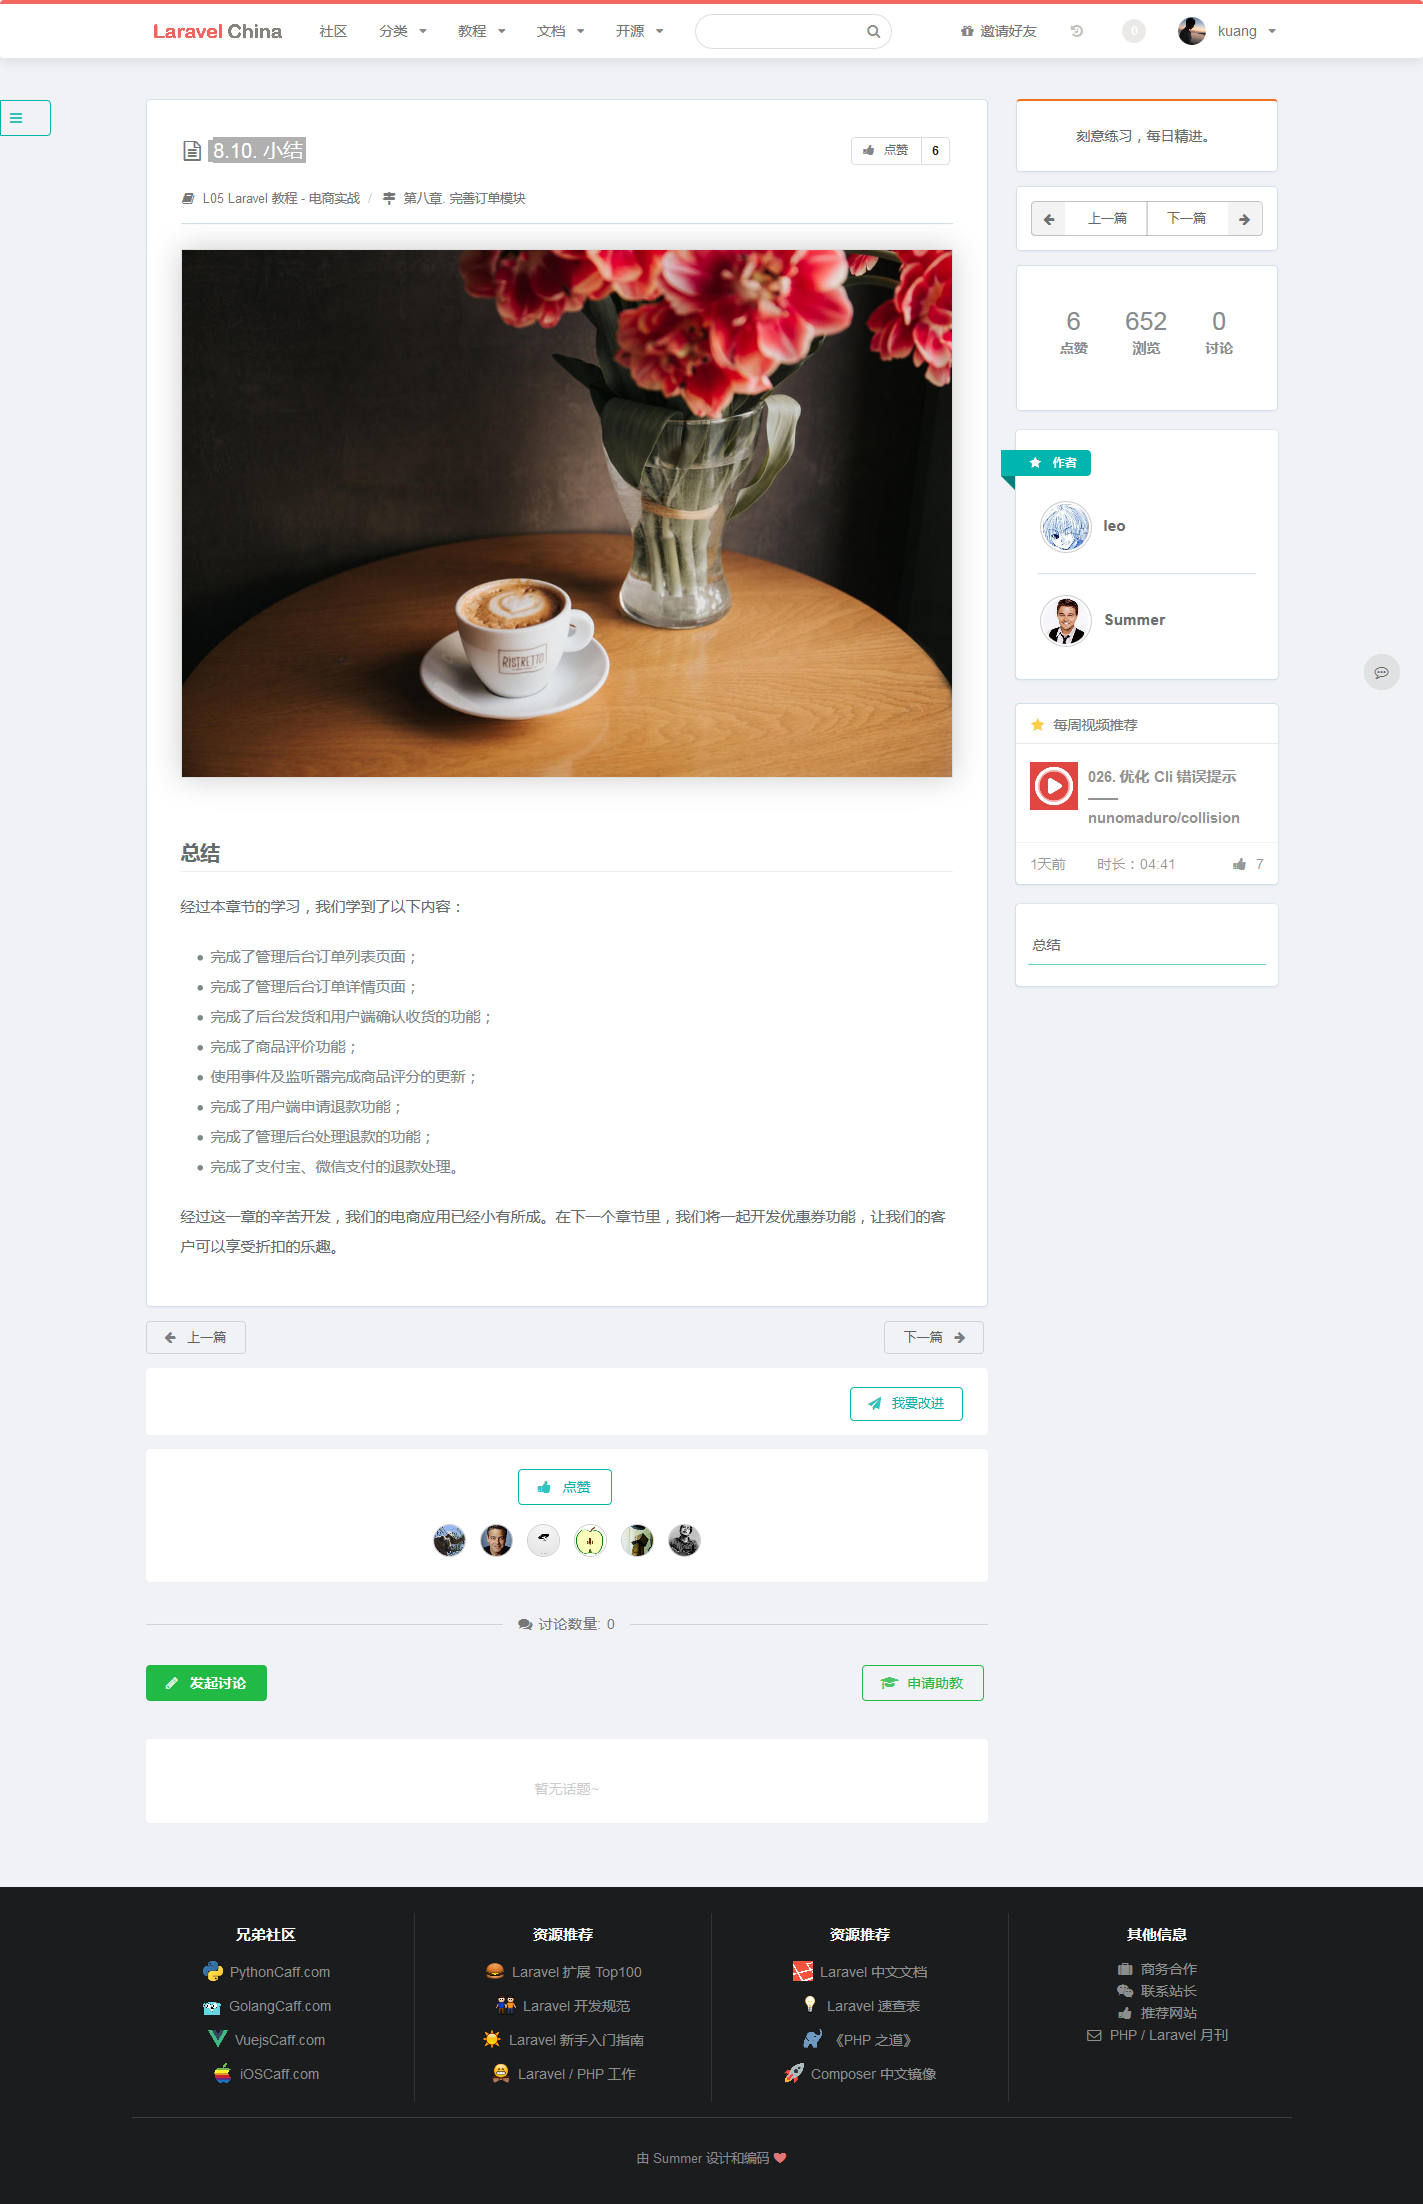 Laravel China 社区 分类 教程 文档 开源 邀请好友 0 kuang
8.10. 小结
点赞 6
L05 Laravel 教程 - 电商实战 / 第八章. 完善订单模块
RISTRETTO
总结
经过本章节的学习，我们学到了以下内容：
完成了管理后台订单列表页面；
完成了管理后台订单详情页面；
完成了后台发货和用户端确认收货的功能；
完成了商品评价功能；
使用事件及监听器完成商品评分的更新；
完成了用户端申请退款功能；
完成了管理后台处理退款的功能；
完成了支付宝、微信支付的退款处理。
经过这一章的辛苦开发，我们的电商应用已经小有所成。在下一个章节里，我们将一起开发优惠券功能，让我们的客
户可以享受折扣的乐趣。
上一篇 下一篇
我要改进
点赞
讨论数量: 0
发起讨论 申请助教
暂无话题~
刻意练习，每日精进。
上一篇 下一篇
6 652 0
点赞 浏览 讨论
作者
leo
Summer
每周视频推荐
026. 优化 Cli 错误提示
——
nunomaduro/collision
1天前 时长：04:41 7
总结
兄弟社区
PythonCaff.com
GolangCaff.com
VuejsCaff.com
iOSCaff.com
资源推荐
Laravel 扩展 Top100
Laravel 开发规范
Laravel 新手入门指南
Laravel / PHP 工作
资源推荐
Laravel 中文文档
Laravel 速查表
《PHP 之道》
Composer 中文镜像
其他信息
商务合作
联系站长
推荐网站
PHP / Laravel 月刊
由 Summer 设计和编码